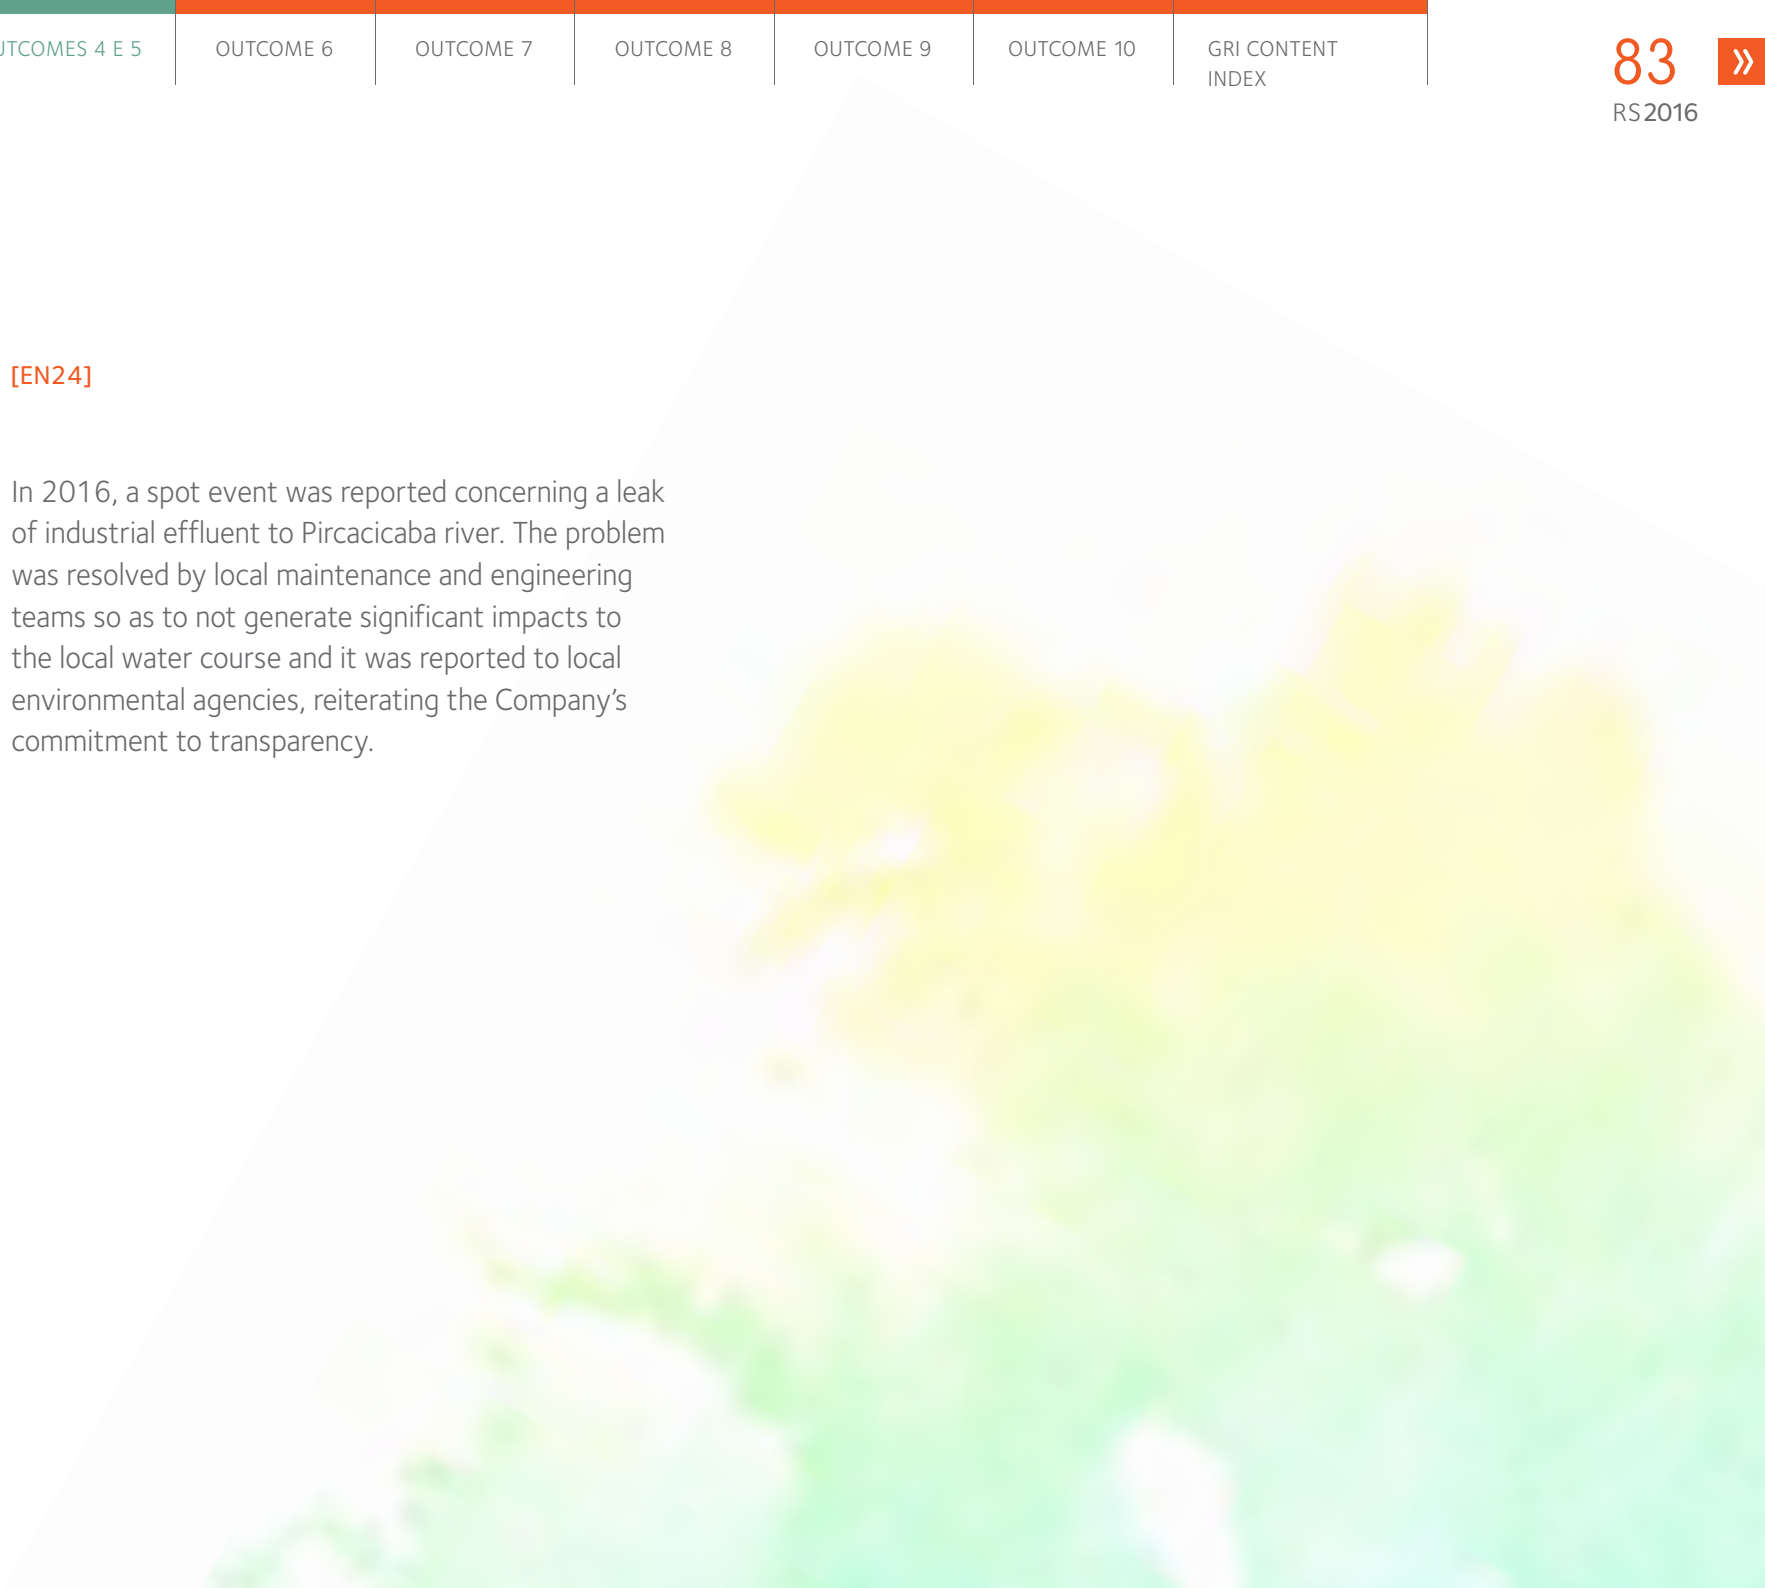 UTCOMES 4 E 5
OUTCOME 6
OUTCOME 7
OUTCOME 8
OUTCOME 9
OUTCOME 10
GRI CONTENT
INDEX
83
RS2016
[EN24]
In 2016, a spot event was reported concerning a leak
of industrial effluent to Pircacicaba river. The problem
was resolved by local maintenance and engineering
teams so as to not generate significant impacts to
the local water course and it was reported to local
environmental agencies, reiterating the Company’s
commitment to transparency.